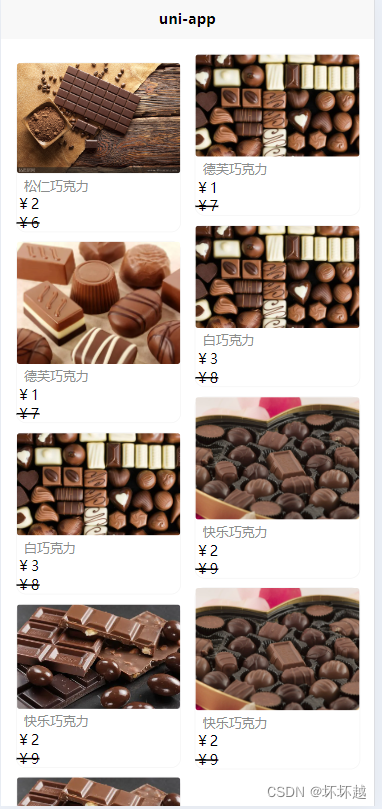 uni-app
松仁巧克力
￥2
￥6
德芙巧克力
￥1
￥7
白巧克力
￥3
￥8
快乐巧克力
￥2
￥9
德芙巧克力
￥1
￥7
白巧克力
￥3
￥8
快乐巧克力
￥2
￥9
快乐巧克力
￥2
￥9
CSDN @坏坏越